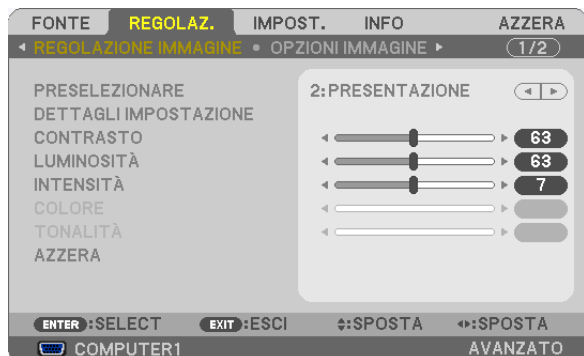 FONTE REGOLAZ. IMPOST. INFO AZZERA
REGOLAZIONE IMMAGINE • OPZIONI IMMAGINE 1/2
PRESELEZIONARE 2:PRESENTAZIONE
DETTAGLI IMPOSTAZIONE
CONTRASTO 63
LUMINOSITÀ 63
INTENSITÀ 7
COLORE
TONALITÀ
AZZERA
ENTER:SELECT EXIT:ESCI :SPOSTA :SPOSTA
COMPUTER1 AVANZATO